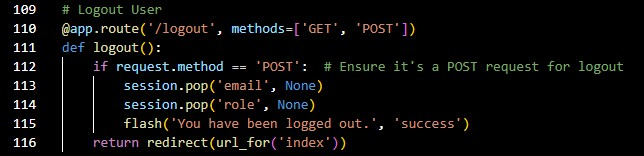 109 # Logout User
110 @app.route('/logout', methods=['GET', 'POST'])
111 def logout():
112     if request.method == 'POST':  # Ensure it's a POST request for logout
113         session.pop('email', None)
114         session.pop('role', None)
115         flash('You have been logged out.', 'success')
116     return redirect(url_for('index'))